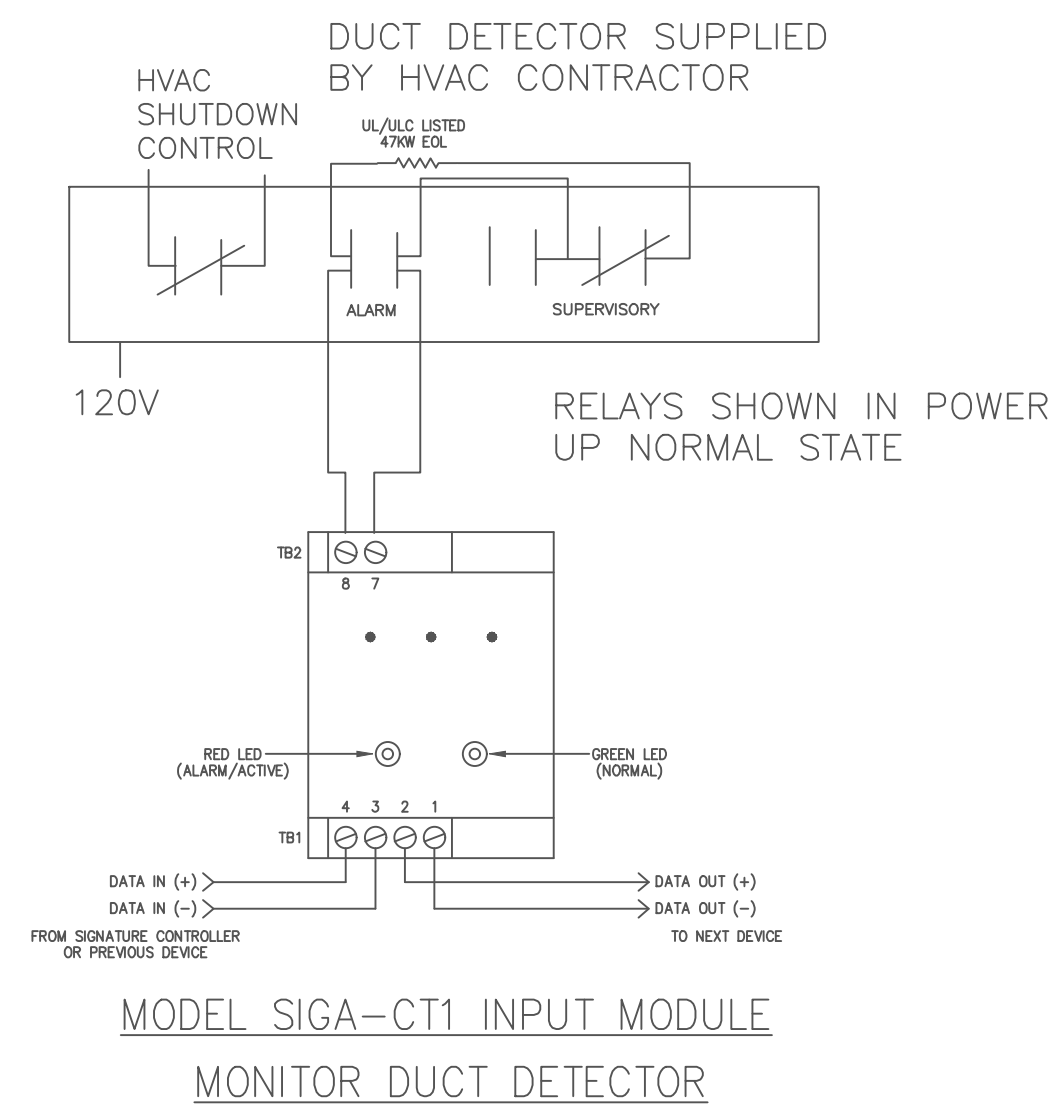 DUCT DETECTOR SUPPLIED
BY HVAC CONTRACTOR
HVAC
SHUTDOWN
CONTROL
UL/ULC LISTED
47KW EOL
ALARM
SUPERVISORY
120V
RELAYS SHOWN IN POWER
UP NORMAL STATE
TB2
8 7
RED LED
(ALARM/ACTIVE)
GREEN LED
(NORMAL)
4 3 2 1
TB1
DATA IN (+)
DATA IN (-)
FROM SIGNATURE CONTROLLER
OR PREVIOUS DEVICE
DATA OUT (+)
DATA OUT (-)
TO NEXT DEVICE
MODEL SIGA-CT1 INPUT MODULE
MONITOR DUCT DETECTOR